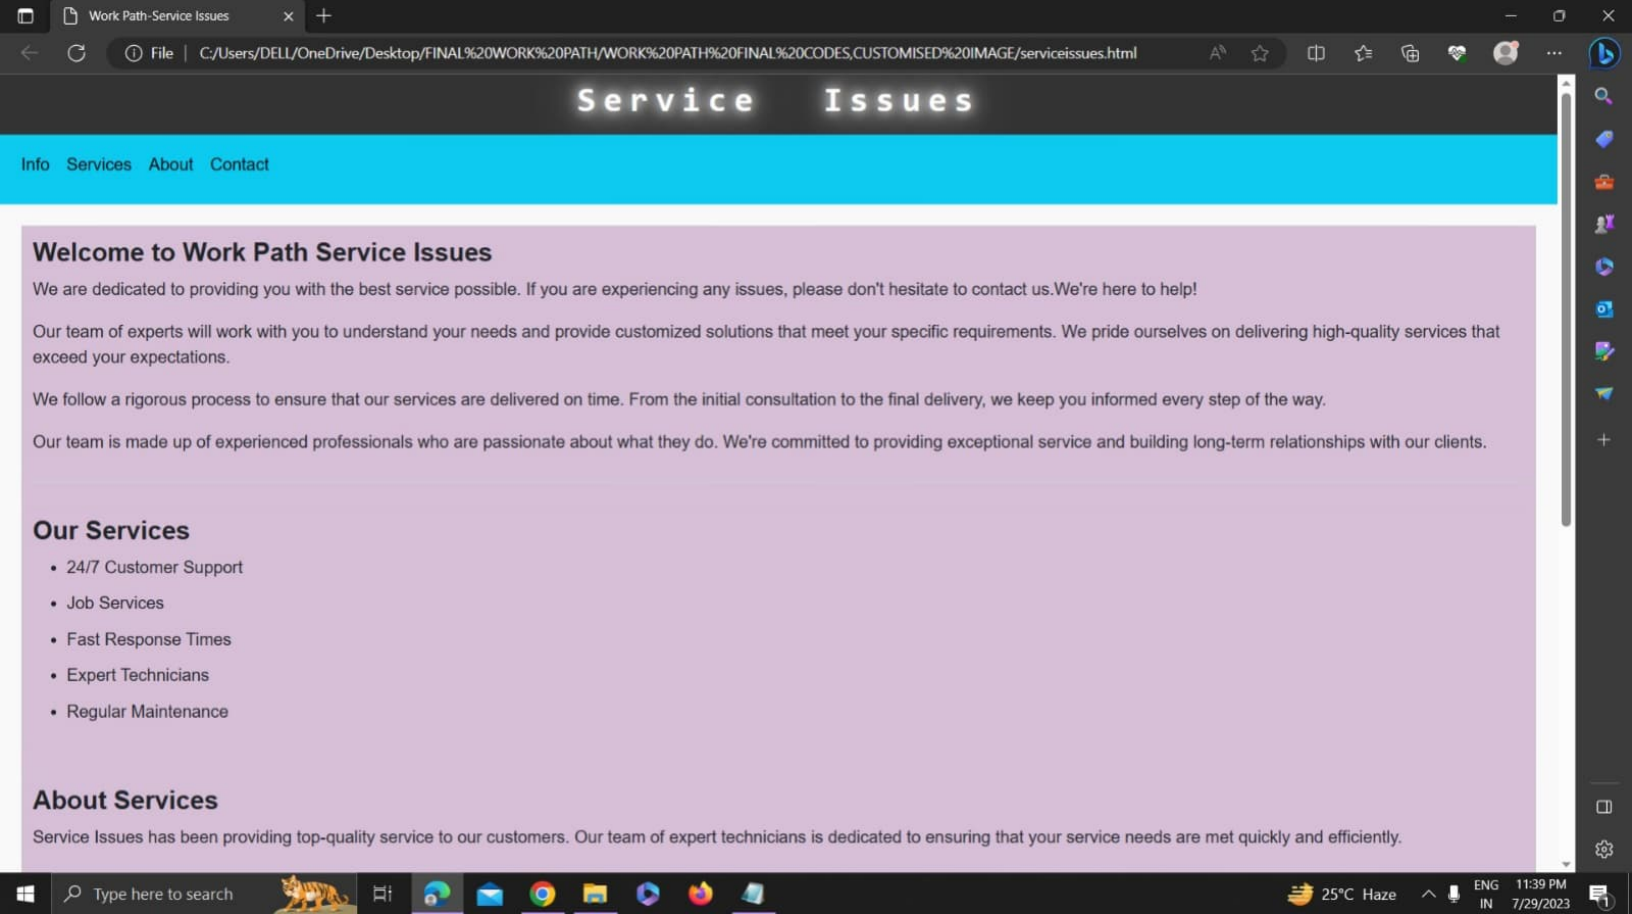 Work Path-Service Issues
File | C:/Users/DELL/OneDrive/Desktop/FINAL%20WORK%20PATH/WORK%20PATH%20FINAL%20CODES,CUSTOMISED%20IMAGE/serviceissues.html
Service Issues
Info Services About Contact
Welcome to Work Path Service Issues
We are dedicated to providing you with the best service possible. If you are experiencing any issues, please don't hesitate to contact us.We're here to help!
Our team of experts will work with you to understand your needs and provide customized solutions that meet your specific requirements. We pride ourselves on delivering high-quality services that
exceed your expectations.
We follow a rigorous process to ensure that our services are delivered on time. From the initial consultation to the final delivery, we keep you informed every step of the way.
Our team is made up of experienced professionals who are passionate about what they do. We're committed to providing exceptional service and building long-term relationships with our clients.
Our Services
• 24/7 Customer Support
• Job Services
• Fast Response Times
• Expert Technicians
• Regular Maintenance
About Services
Service Issues has been providing top-quality service to our customers. Our team of expert technicians is dedicated to ensuring that your service needs are met quickly and efficiently.
Type here to search
25°C Haze
ENG
IN
11:39 PM
7/29/2023
1